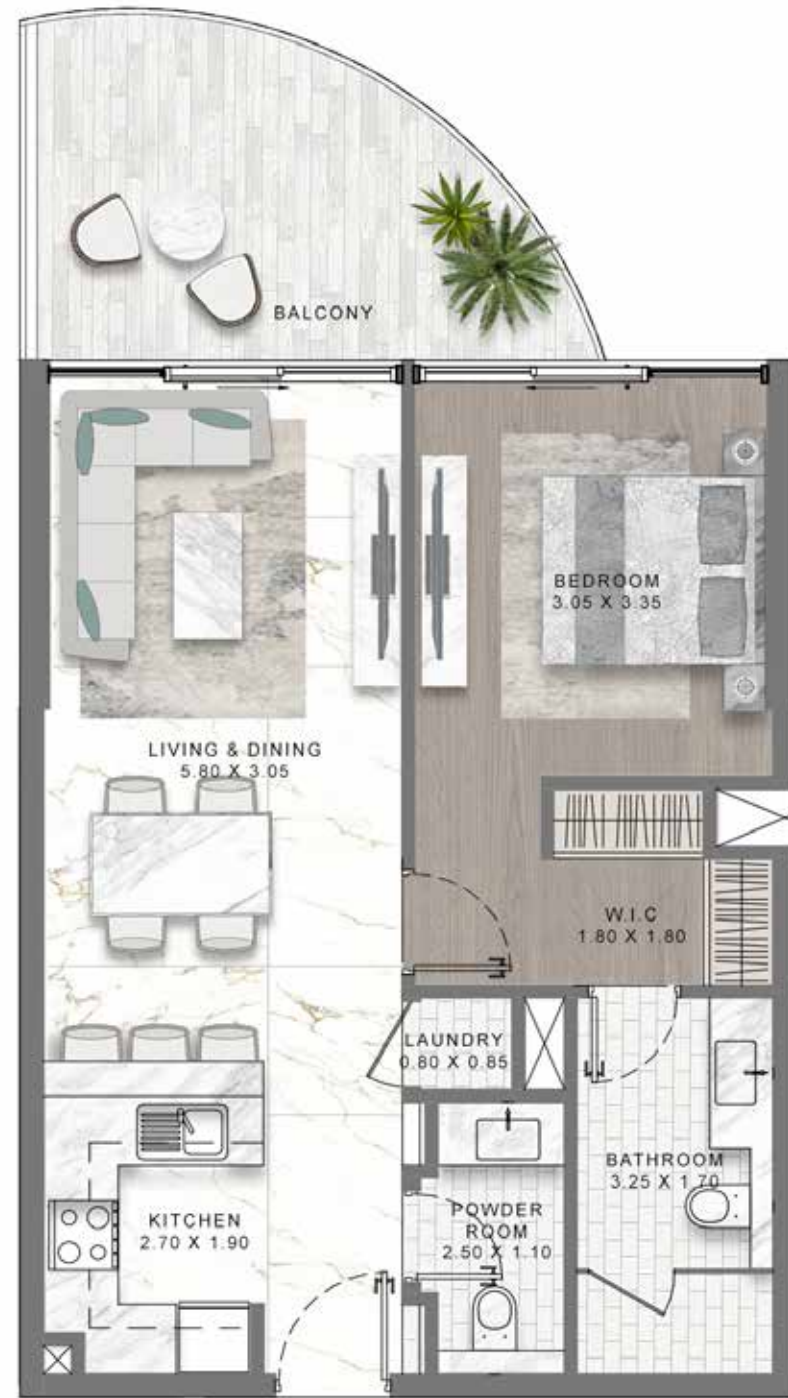 BALCONY
BEDROOM
3.05 X 3.35
LIVING & DINING
5.80 X 3.05
W.I.C
1.80 X 1.80
LAUNDRY
0.80 X 0.85
BATHROOM
3.25 X 1.70
POWDER
ROOM
2.50 X 1.10
KITCHEN
2.70 X 1.90